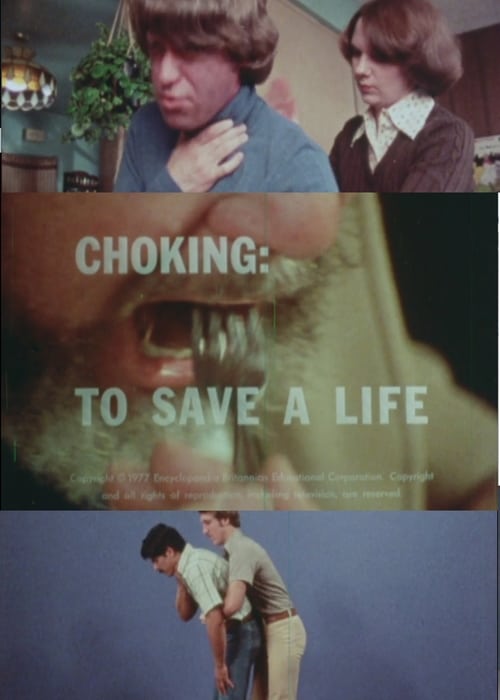 CHOKING:
TO SAVE A LIFE
Copyright © 1977 Encyclopaedia Britannica Educational Corporation. Copyright
and all rights of reproduction, including television, are reserved.